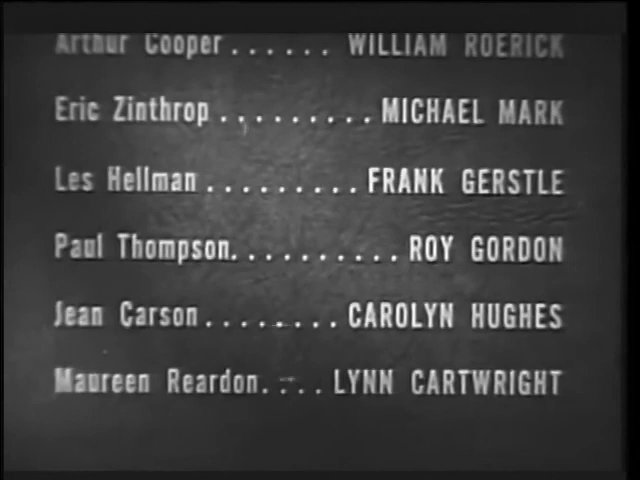 Arthur Cooper...... WILLIAM ROERICK
Eric Zinthrop......... MICHAEL MARK
Les Hellman......... FRANK GERSTLE
Paul Thompson.......... ROY GORDON
Jean Carson........ CAROLYN HUGHES
Maureen Reardon.... LYNN CARTWRIGHT